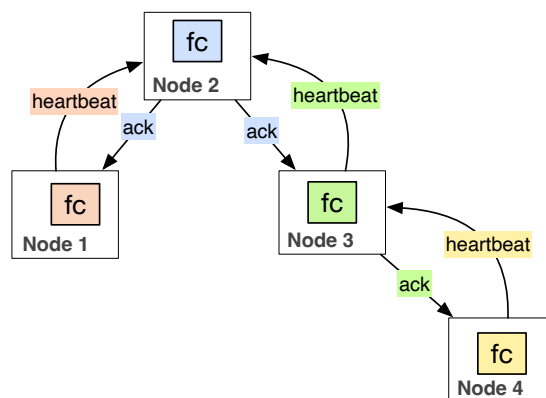 fc
Node 2
heartbeat
heartbeat
ack
ack
fc
Node 1
fc
Node 3
heartbeat
ack
fc
Node 4